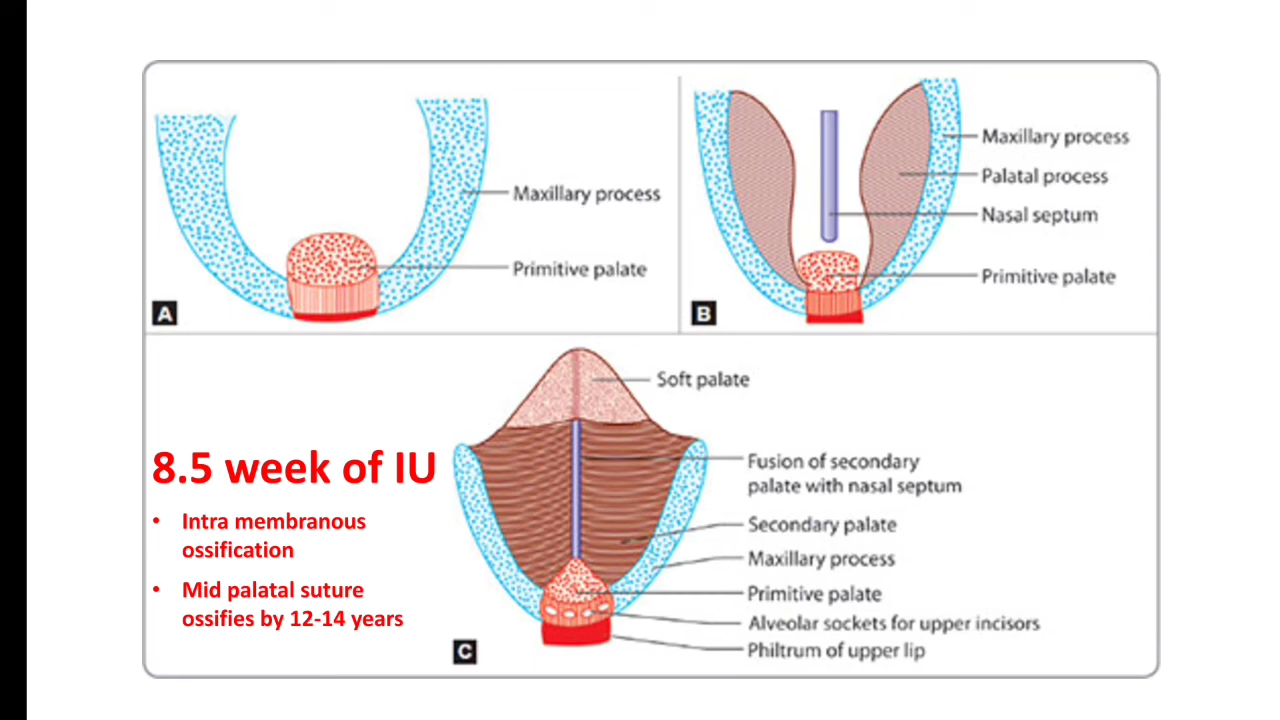 Maxillary process
Primitive palate
A
Maxillary process
Palatal process
Nasal septum
Primitive palate
B
Soft palate
8.5 week of IU
• Intra membranous
ossification
• Mid palatal suture
ossifies by 12-14 years
Fusion of secondary
palate with nasal septum
Secondary palate
Maxillary process
Primitive palate
Alveolar sockets for upper incisors
Philtrum of upper lip
C